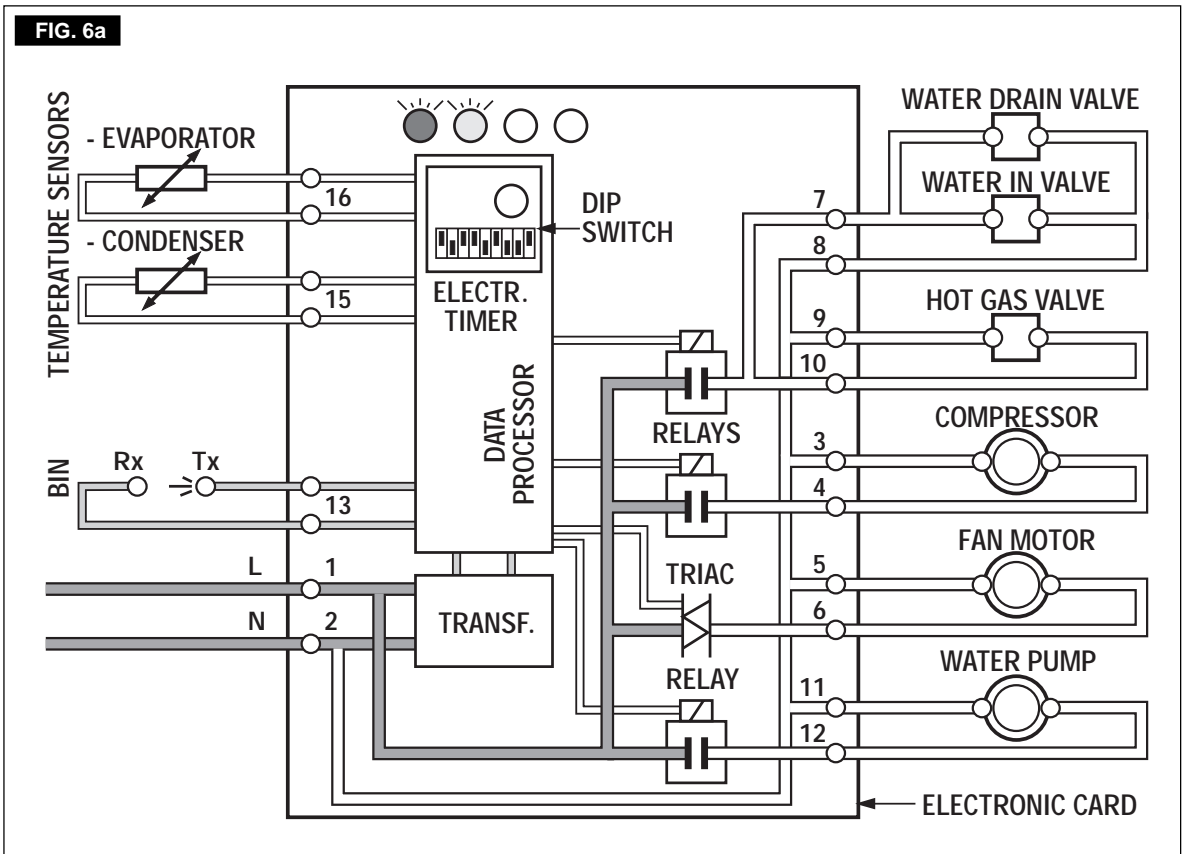 FIG. 6a
TEMPERATURE SENSORS
- EVAPORATOR
16
- CONDENSER
15
BIN
Rx
Tx
13
L
1
N
2
DIP
SWITCH
ELECTR.
TIMER
DATA
PROCESSOR
TRANSF.
RELAYS
TRIAC
RELAY
WATER DRAIN VALVE
WATER IN VALVE
7
8
HOT GAS VALVE
9
10
COMPRESSOR
3
4
FAN MOTOR
5
6
WATER PUMP
11
12
ELECTRONIC CARD